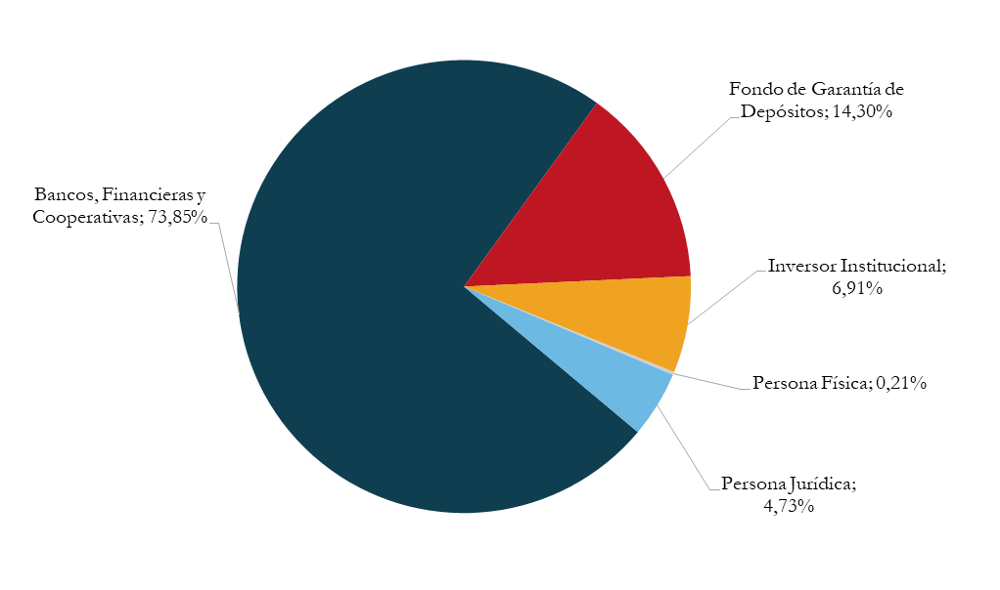 Fondo de Garantía de
Depósitos; 14,30%
Bancos, Financieras y
Cooperativas; 73,85%
Inversor Institucional;
6,91%
Persona Física; 0,21%
Persona Jurídica;
4,73%